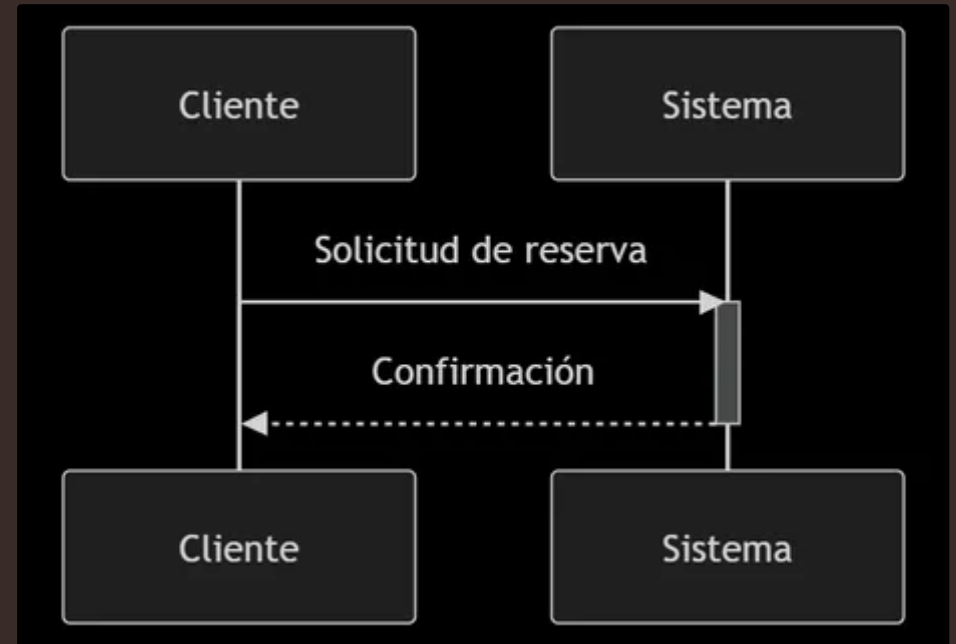 Cliente
Sistema
Solicitud de reserva
Confirmación
Cliente
Sistema